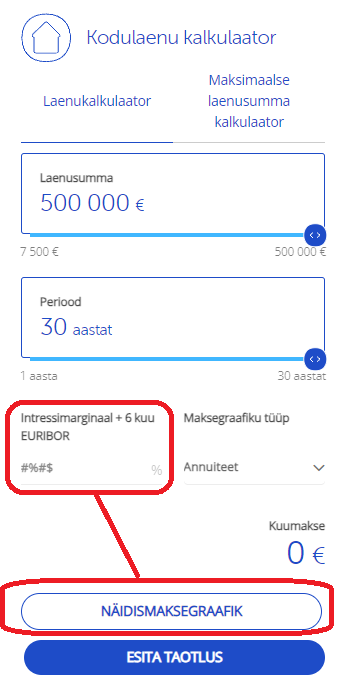 Kodulaenu kalkulaator
Laenukalkulaator
Maksimaalse
laenusumma
kalkulaator
Laenusumma
500 000 €
7 500 € 500 000 €
Periood
30 aastat
1 aasta 30 aastat
Intressimarginaal + 6 kuu
EURIBOR
#%#$ %
Maksegraafiku tüüp
Annuiteet
Kuumakse
0 €
NÄIDISMAKSEGRAAFIK
ESITA TAOTLUS